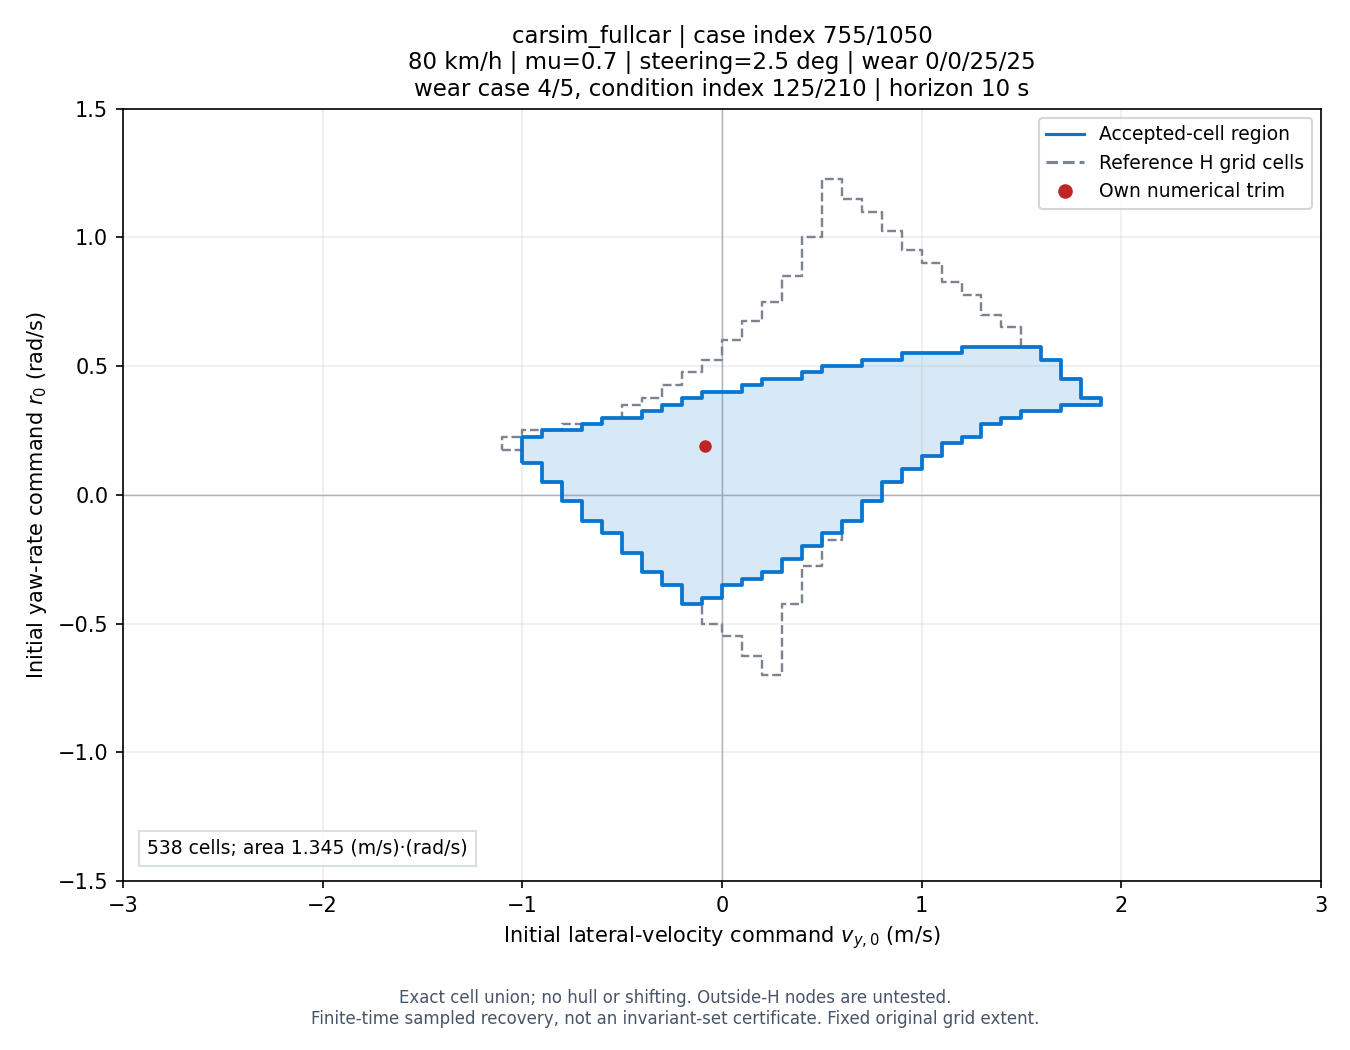 carsim_fullcar | case index 755/1050
80 km/h | mu=0.7 | steering=2.5 deg | wear 0/0/25/25
wear case 4/5, condition index 125/210 | horizon 10 s
Accepted-cell region
Reference H grid cells
Own numerical trim
1.5
1.0
0.5
0.0
−0.5
−1.0
−1.5
Initial yaw-rate command r₀ (rad/s)
538 cells; area 1.345 (m/s)·(rad/s)
−3
−2
−1
0
1
2
3
Initial lateral-velocity command v_{y,0} (m/s)
Exact cell union; no hull or shifting. Outside-H nodes are untested.
Finite-time sampled recovery, not an invariant-set certificate. Fixed original grid extent.